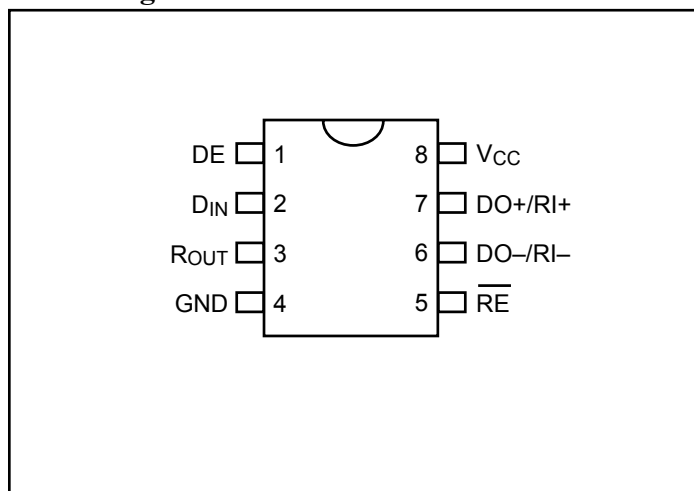 DE 1 8 VCC
DIN 2 7 DO+/RI+
ROUT 3 6 DO–/RI–
GND 4 5 RE